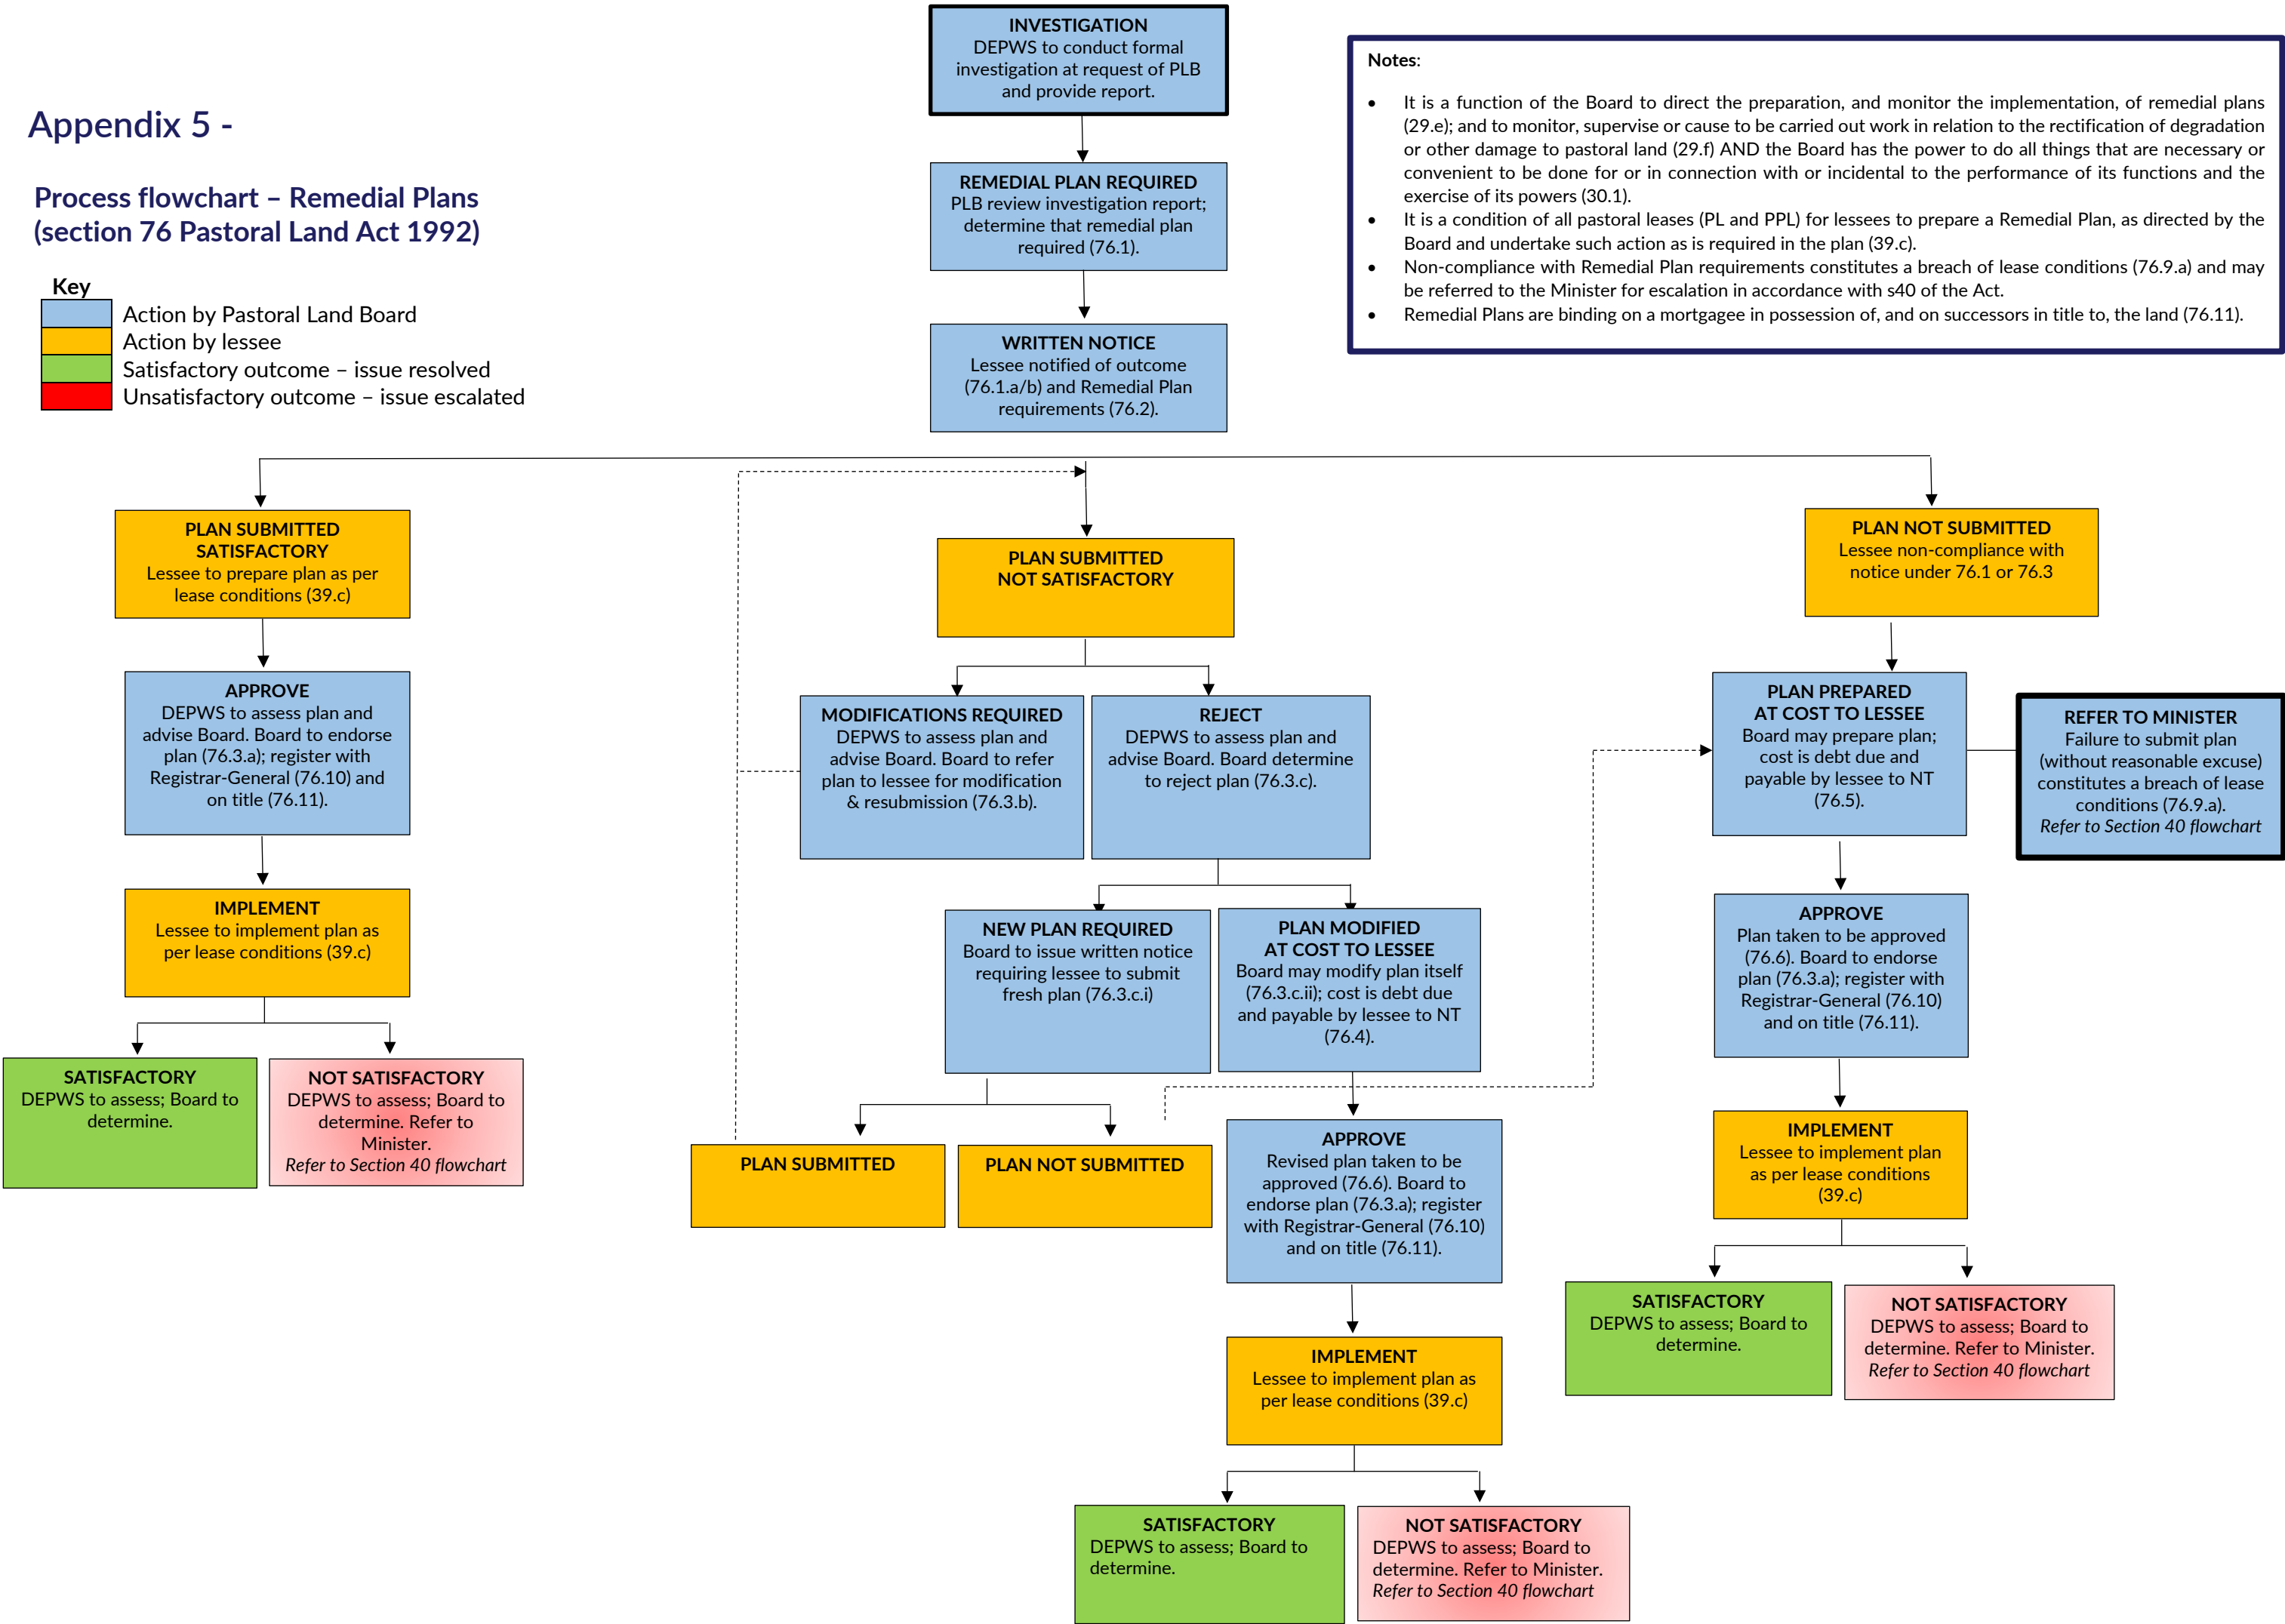 INVESTIGATION
DEPWS to conduct formal
investigation at request of PLB
and provide report.
Notes:
• It is a function of the Board to direct the preparation, and monitor the implementation, of remedial plans
(29.e); and to monitor, supervise or cause to be carried out work in relation to the rectification of degradation
or other damage to pastoral land (29.f) AND the Board has the power to do all things that are necessary or
convenient to be done for or in connection with or incidental to the performance of its functions and the
exercise of its powers (30.1).
• It is a condition of all pastoral leases (PL and PPL) for lessees to prepare a Remedial Plan, as directed by the
Board and undertake such action as is required in the plan (39.c).
• Non-compliance with Remedial Plan requirements constitutes a breach of lease conditions (76.9.a) and may
be referred to the Minister for escalation in accordance with s40 of the Act.
• Remedial Plans are binding on a mortgagee in possession of, and on successors in title to, the land (76.11).
Appendix 5 -
Process flowchart – Remedial Plans
(section 76 Pastoral Land Act 1992)
Key
Action by Pastoral Land Board
Action by lessee
Satisfactory outcome – issue resolved
Unsatisfactory outcome – issue escalated
REMEDIAL PLAN REQUIRED
PLB review investigation report;
determine that remedial plan
required (76.1).
WRITTEN NOTICE
Lessee notified of outcome
(76.1.a/b) and Remedial Plan
requirements (76.2).
PLAN SUBMITTED
SATISFACTORY
Lessee to prepare plan as per
lease conditions (39.c)
PLAN SUBMITTED
NOT SATISFACTORY
PLAN NOT SUBMITTED
Lessee non-compliance with
notice under 76.1 or 76.3
APPROVE
DEPWS to assess plan and
advise Board. Board to endorse
plan (76.3.a); register with
Registrar-General (76.10) and
on title (76.11).
MODIFICATIONS REQUIRED
DEPWS to assess plan and
advise Board. Board to refer
plan to lessee for modification
& resubmission (76.3.b).
REJECT
DEPWS to assess plan and
advise Board. Board determine
to reject plan (76.3.c).
PLAN PREPARED
AT COST TO LESSEE
Board may prepare plan;
cost is debt due and
payable by lessee to NT
(76.5).
REFER TO MINISTER
Failure to submit plan
(without reasonable excuse)
constitutes a breach of lease
conditions (76.9.a).
Refer to Section 40 flowchart
IMPLEMENT
Lessee to implement plan as
per lease conditions (39.c)
NEW PLAN REQUIRED
Board to issue written notice
requiring lessee to submit
fresh plan (76.3.c.i)
PLAN MODIFIED
AT COST TO LESSEE
Board may modify plan itself
(76.3.c.ii); cost is debt due
and payable by lessee to NT
(76.4).
APPROVE
Plan taken to be approved
(76.6). Board to endorse
plan (76.3.a); register with
Registrar-General (76.10)
and on title (76.11).
SATISFACTORY
DEPWS to assess; Board to
determine.
NOT SATISFACTORY
DEPWS to assess; Board to
determine. Refer to
Minister.
Refer to Section 40 flowchart
PLAN SUBMITTED
PLAN NOT SUBMITTED
APPROVE
Revised plan taken to be
approved (76.6). Board to
endorse plan (76.3.a); register
with Registrar-General (76.10)
and on title (76.11).
IMPLEMENT
Lessee to implement plan
as per lease conditions
(39.c)
SATISFACTORY
DEPWS to assess; Board to
determine.
NOT SATISFACTORY
DEPWS to assess; Board to
determine. Refer to Minister.
Refer to Section 40 flowchart
IMPLEMENT
Lessee to implement plan as
per lease conditions (39.c)
SATISFACTORY
DEPWS to assess; Board to
determine.
NOT SATISFACTORY
DEPWS to assess; Board to
determine. Refer to Minister.
Refer to Section 40 flowchart